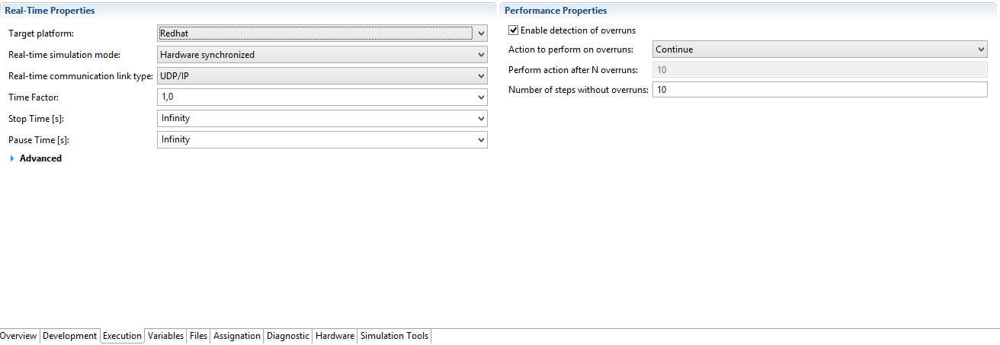 Real-Time Properties
Target platform: Redhat
Real-time simulation mode: Hardware synchronized
Real-time communication link type: UDP/IP
Time Factor: 1,0
Stop Time [s]: Infinity
Pause Time [s]: Infinity
Advanced
Performance Properties
Enable detection of overruns
Action to perform on overruns: Continue
Perform action after N overruns: 10
Number of steps without overruns: 10
Overview Development Execution Variables Files Assignation Diagnostic Hardware Simulation Tools